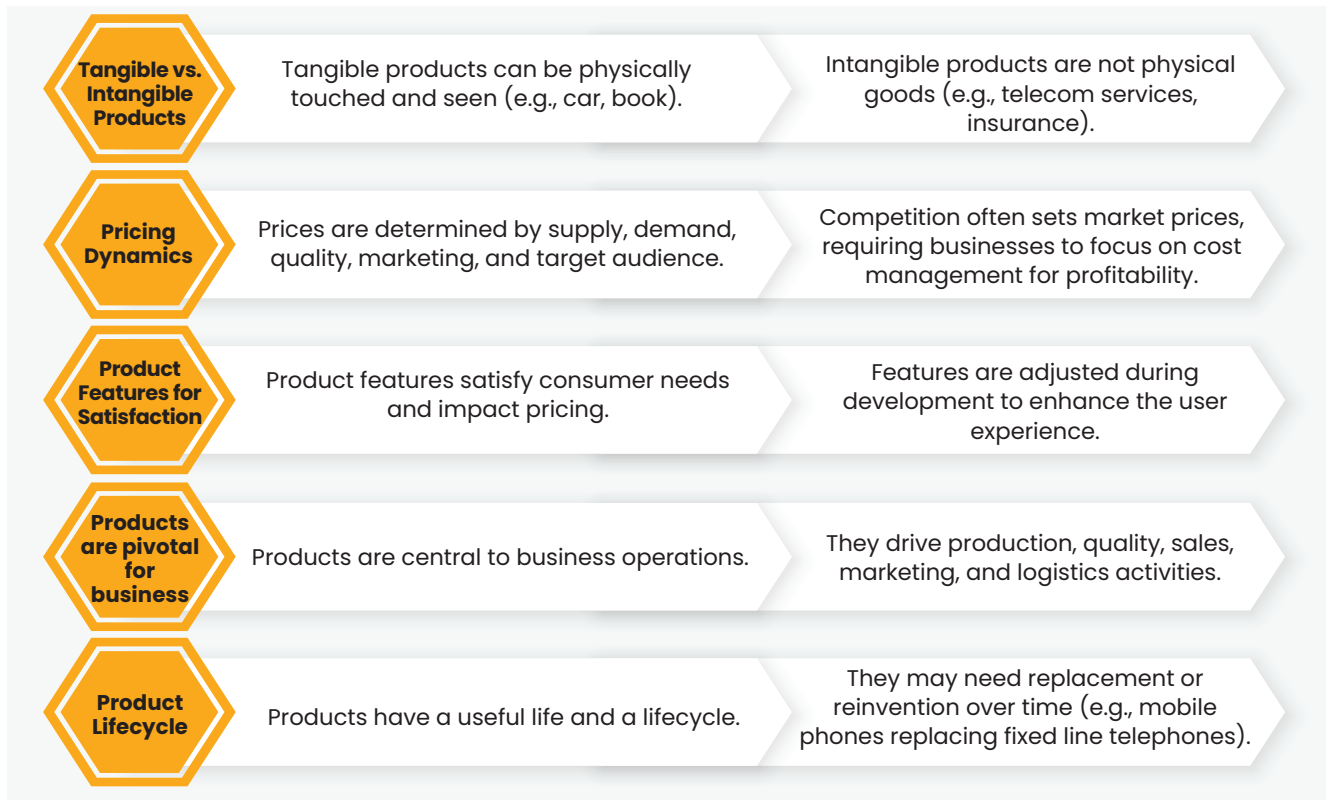 Tangible vs.
Intangible
Products
Tangible products can be physically
touched and seen (e.g., car, book).
Intangible products are not physical
goods (e.g., telecom services,
insurance).
Pricing
Dynamics
Prices are determined by supply, demand,
quality, marketing, and target audience.
Competition often sets market prices,
requiring businesses to focus on cost
management for profitability.
Product
Features for
Satisfaction
Product features satisfy consumer needs
and impact pricing.
Features are adjusted during
development to enhance the user
experience.
Products
are pivotal
for
business
Products are central to business operations.
They drive production, quality, sales,
marketing, and logistics activities.
Product
Lifecycle
Products have a useful life and a lifecycle.
They may need replacement or
reinvention over time (e.g., mobile
phones replacing fixed line telephones).